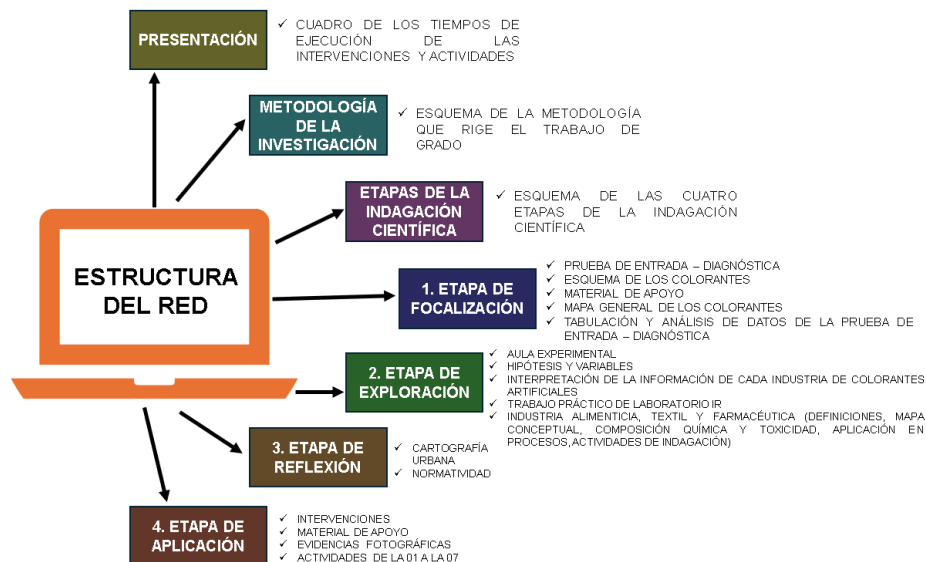 PRESENTACIÓN
✓ CUADRO DE LOS TIEMPOS DE
EJECUCIÓN DE LAS
INTERVENCIONES Y ACTIVIDADES
METODOLOGÍA
DE LA
INVESTIGACIÓN
✓ ESQUEMA DE LA METODOLOGÍA
QUE RIGE EL TRABAJO DE
GRADO
ETAPAS DE LA
INDAGACIÓN
CIENTÍFICA
✓ ESQUEMA DE LAS CUATRO
ETAPAS DE LA INDAGACIÓN
CIENTÍFICA
ESTRUCTURA
DEL RED
1. ETAPA DE
FOCALIZACIÓN
✓ PRUEBA DE ENTRADA – DIAGNÓSTICA
✓ ESQUEMA DE LOS COLORANTES
✓ MATERIAL DE APOYO
✓ MAPA GENERAL DE LOS COLORANTES
✓ TABULACIÓN Y ANÁLISIS DE DATOS DE LA PRUEBA DE
ENTRADA – DIAGNÓSTICA
2. ETAPA DE
EXPLORACIÓN
✓ AULA EXPERIMENTAL
✓ HIPÓTESIS Y VARIABLES
✓ INTERPRETACIÓN DE LA INFORMACIÓN DE CADA INDUSTRIA DE COLORANTES
ARTIFICIALES
✓ TRABAJO PRÁCTICO DE LABORATORIO IR
✓ INDUSTRIA ALIMENTICIA, TEXTIL Y FARMACÉUTICA (DEFINICIONES, MAPA
CONCEPTUAL, COMPOSICIÓN QUÍMICA Y TOXICIDAD, APLICACIÓN EN
PROCESOS, ACTIVIDADES DE INDAGACIÓN)
3. ETAPA DE
REFLEXIÓN
✓ CARTOGRAFÍA
URBANA
✓ NORMATIVIDAD
4. ETAPA DE
APLICACIÓN
✓ INTERVENCIONES
✓ MATERIAL DE APOYO
✓ EVIDENCIAS FOTOGRÁFICAS
✓ ACTIVIDADES DE LA 01 A LA 07